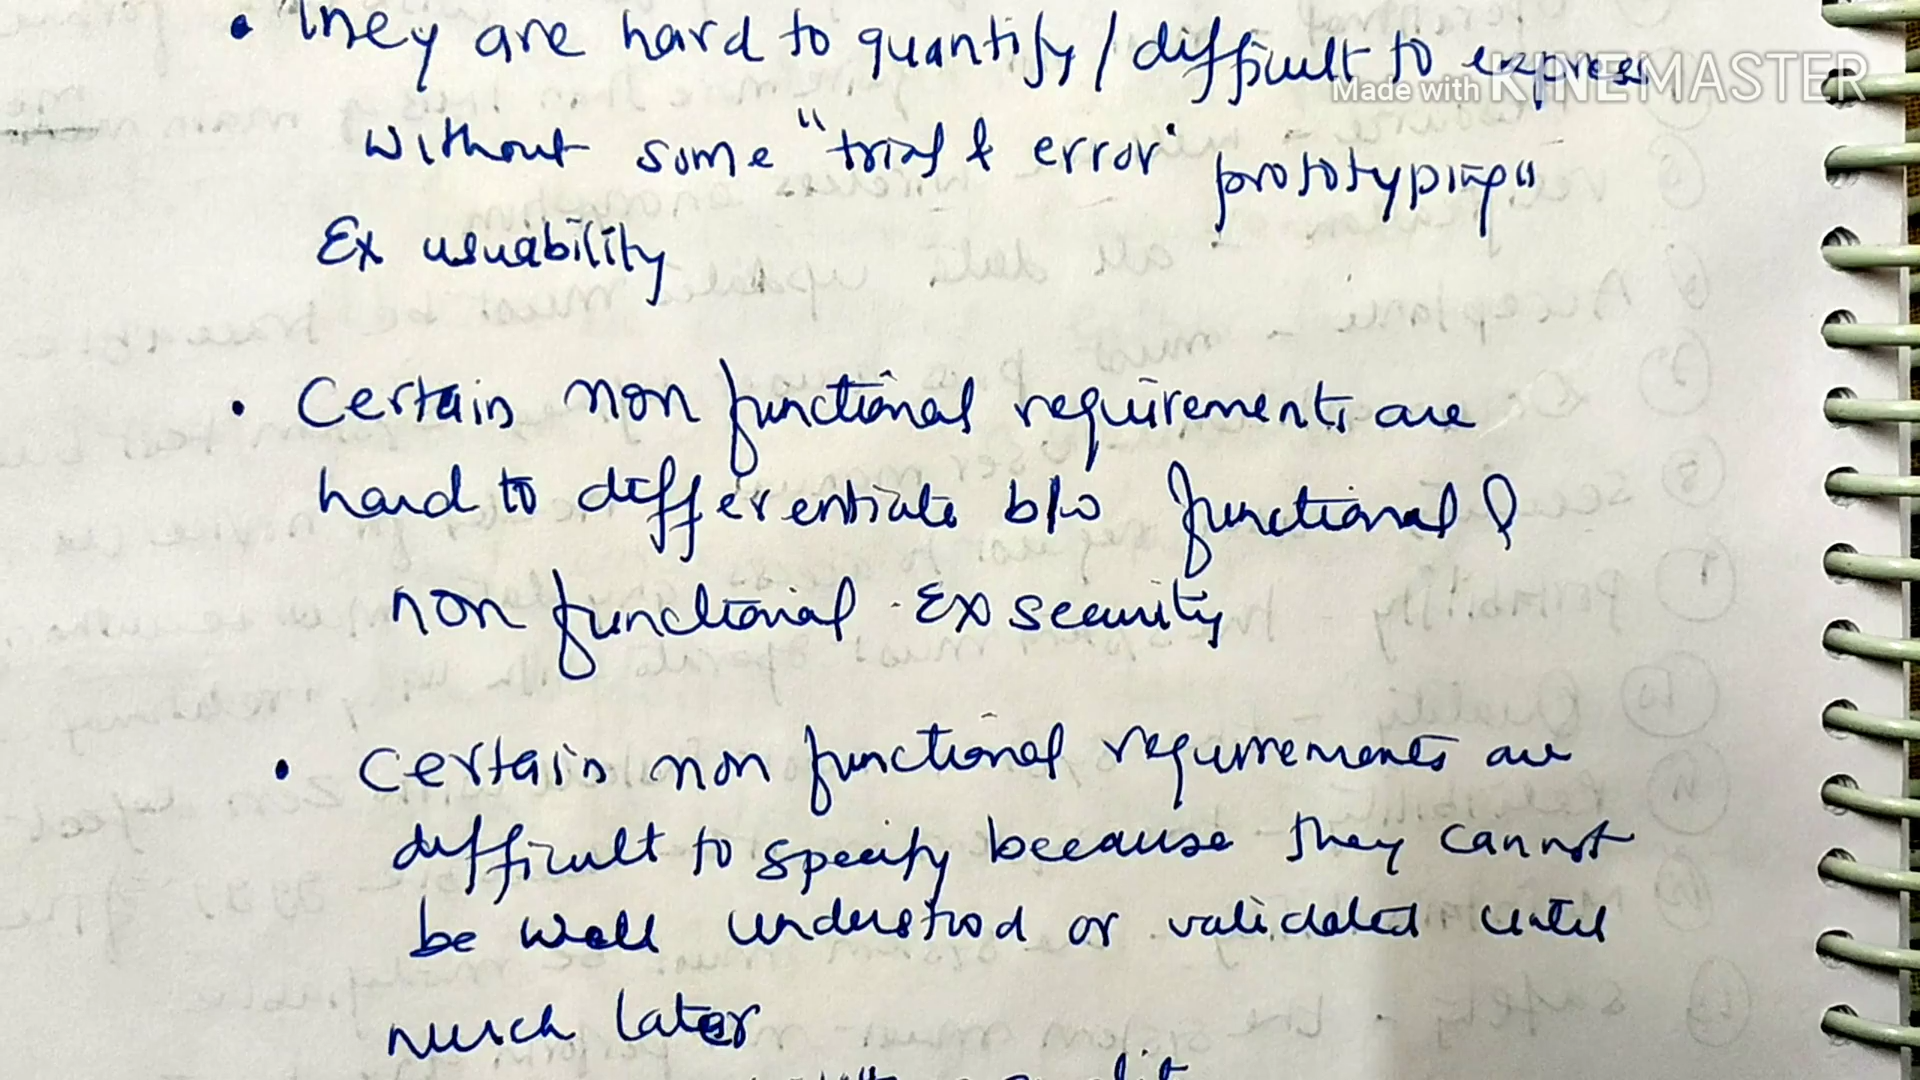 • They are hard to quantify / difficult to express
Made with KINEMASTER
without some "trial & error" prototyping"
Ex usuability
• Certain non functional requirements are
hard to differentiate b/w functional &
non functional. Ex security
• Certain non functional requirements are
difficult to specify because they cannot
be well understood or validated until
much later